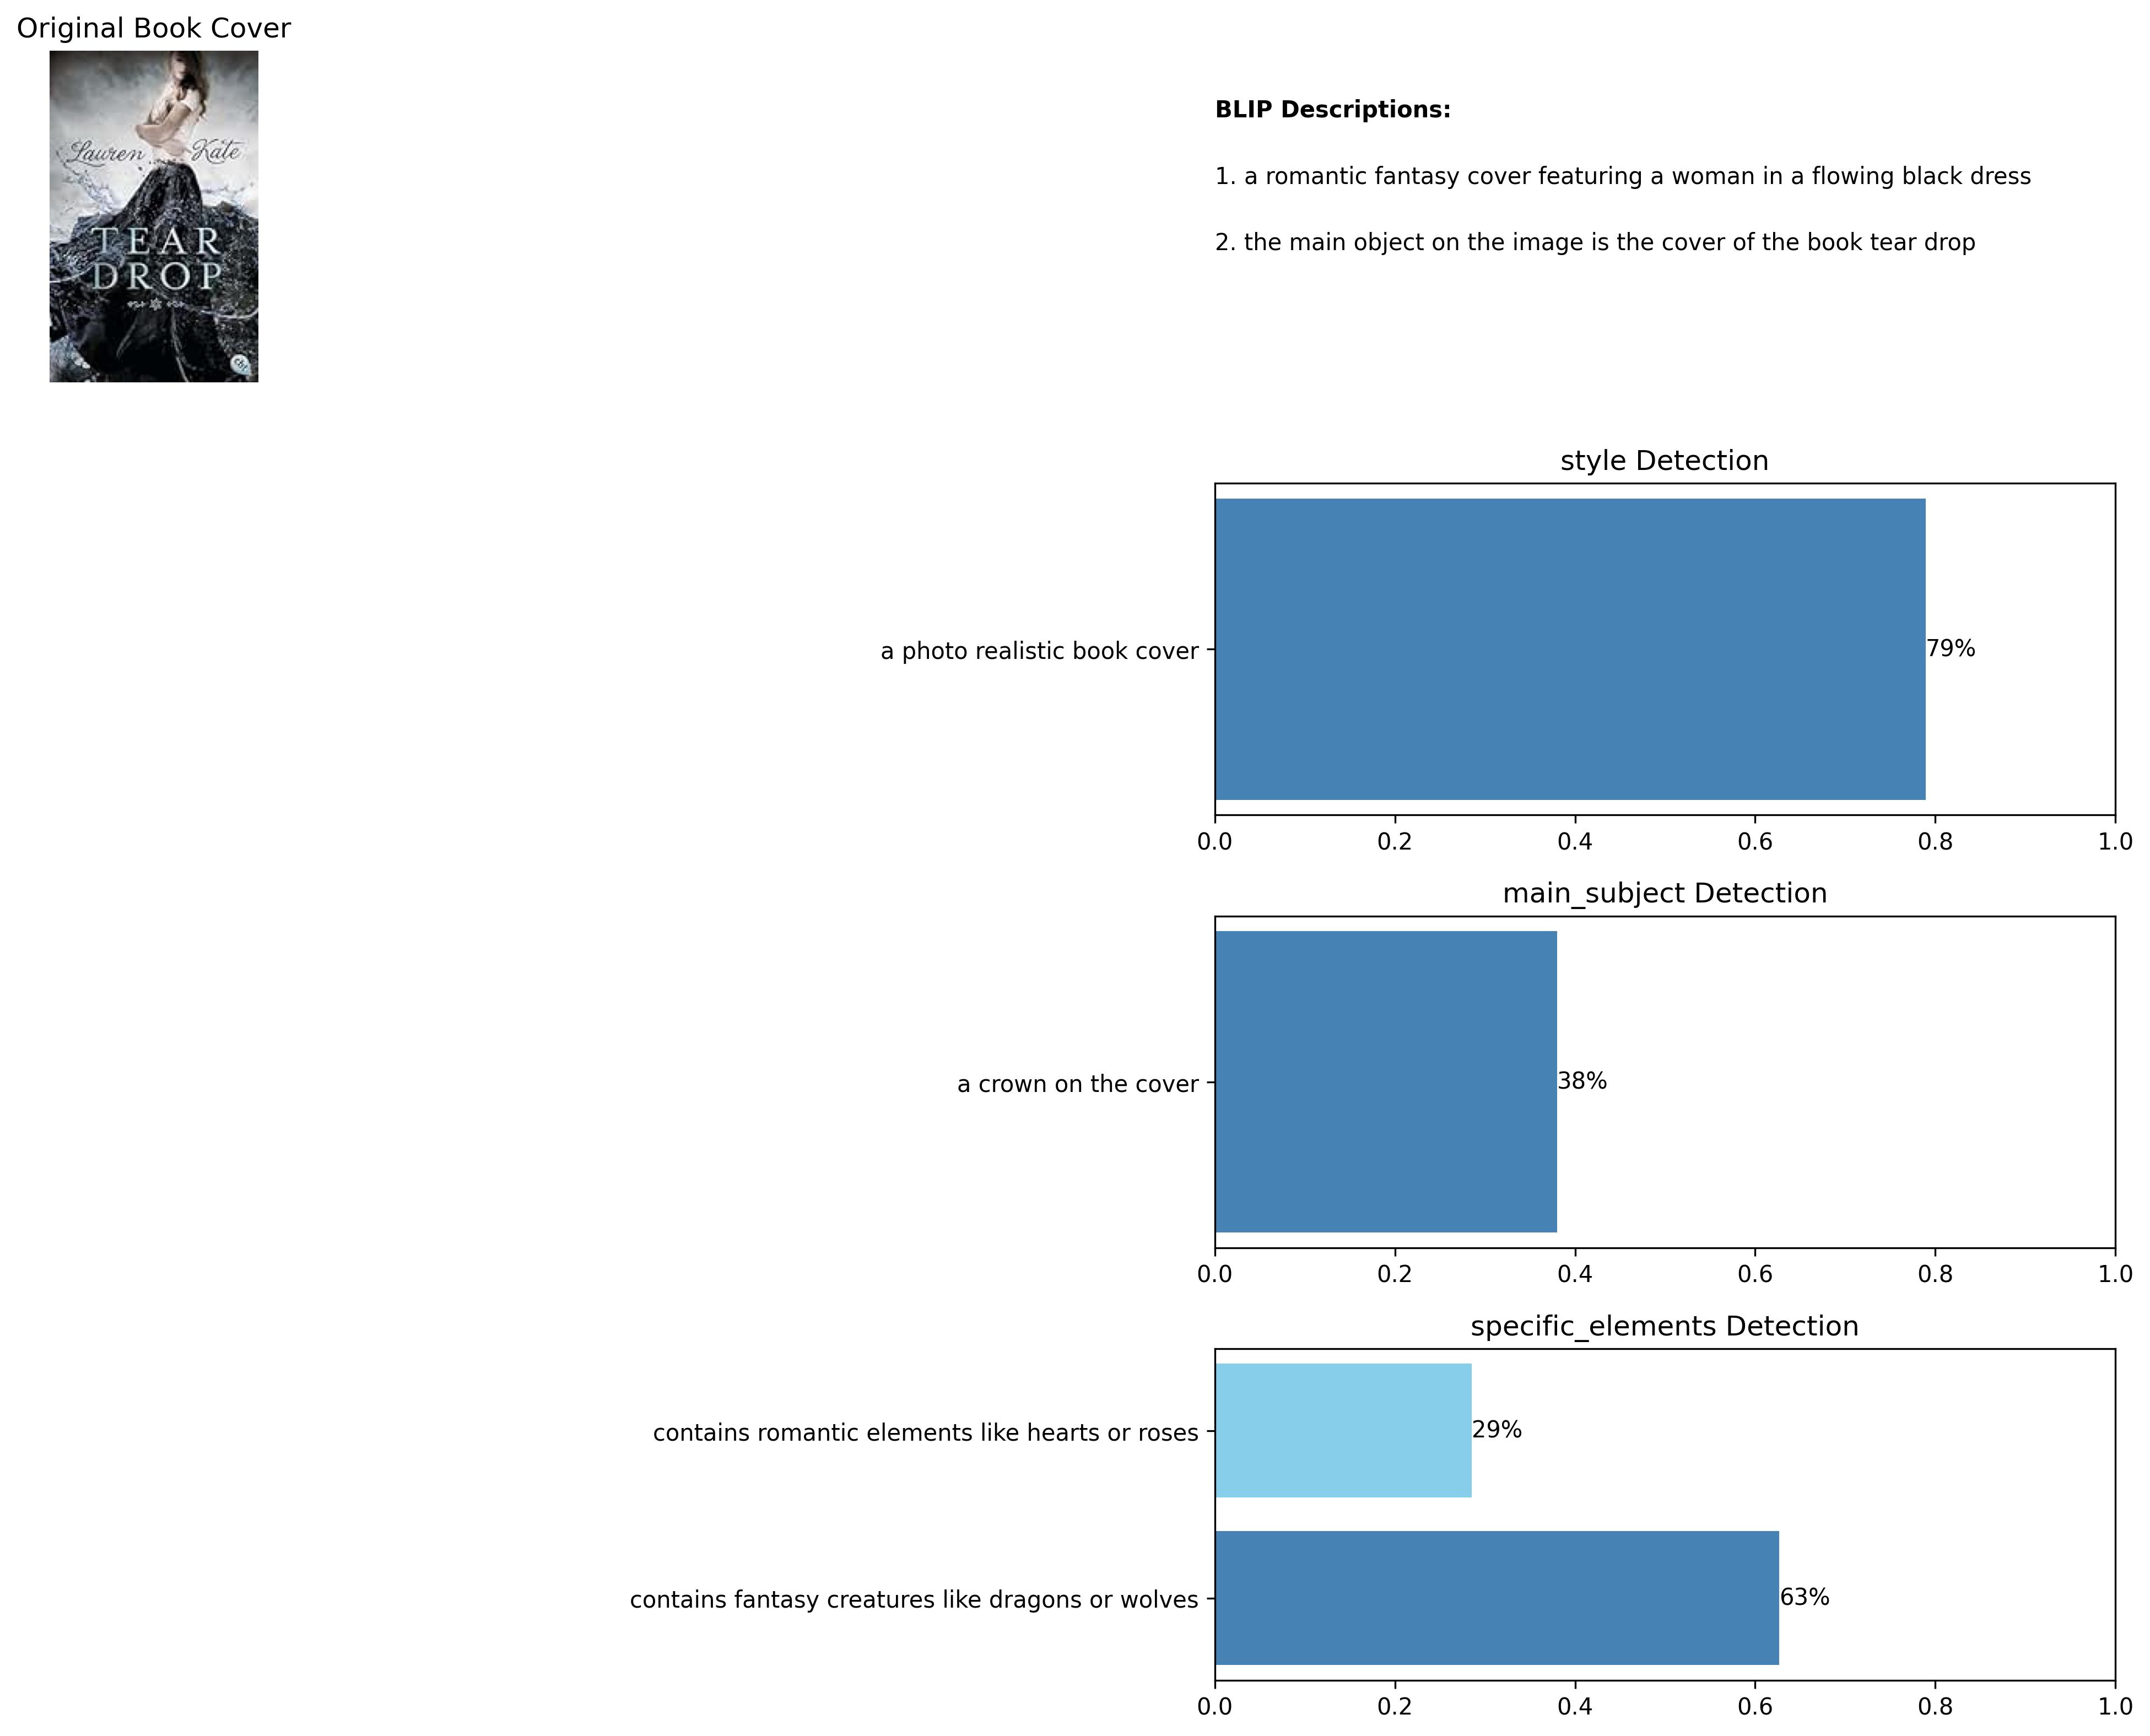 Original Book Cover
Lauren Kate
TEAR
DROP
cbt
BLIP Descriptions:
1. a romantic fantasy cover featuring a woman in a flowing black dress
2. the main object on the image is the cover of the book tear drop
style Detection
a photo realistic book cover
79%
0.0 0.2 0.4 0.6 0.8 1.0
main_subject Detection
a crown on the cover
38%
0.0 0.2 0.4 0.6 0.8 1.0
specific_elements Detection
contains romantic elements like hearts or roses
29%
contains fantasy creatures like dragons or wolves
63%
0.0 0.2 0.4 0.6 0.8 1.0